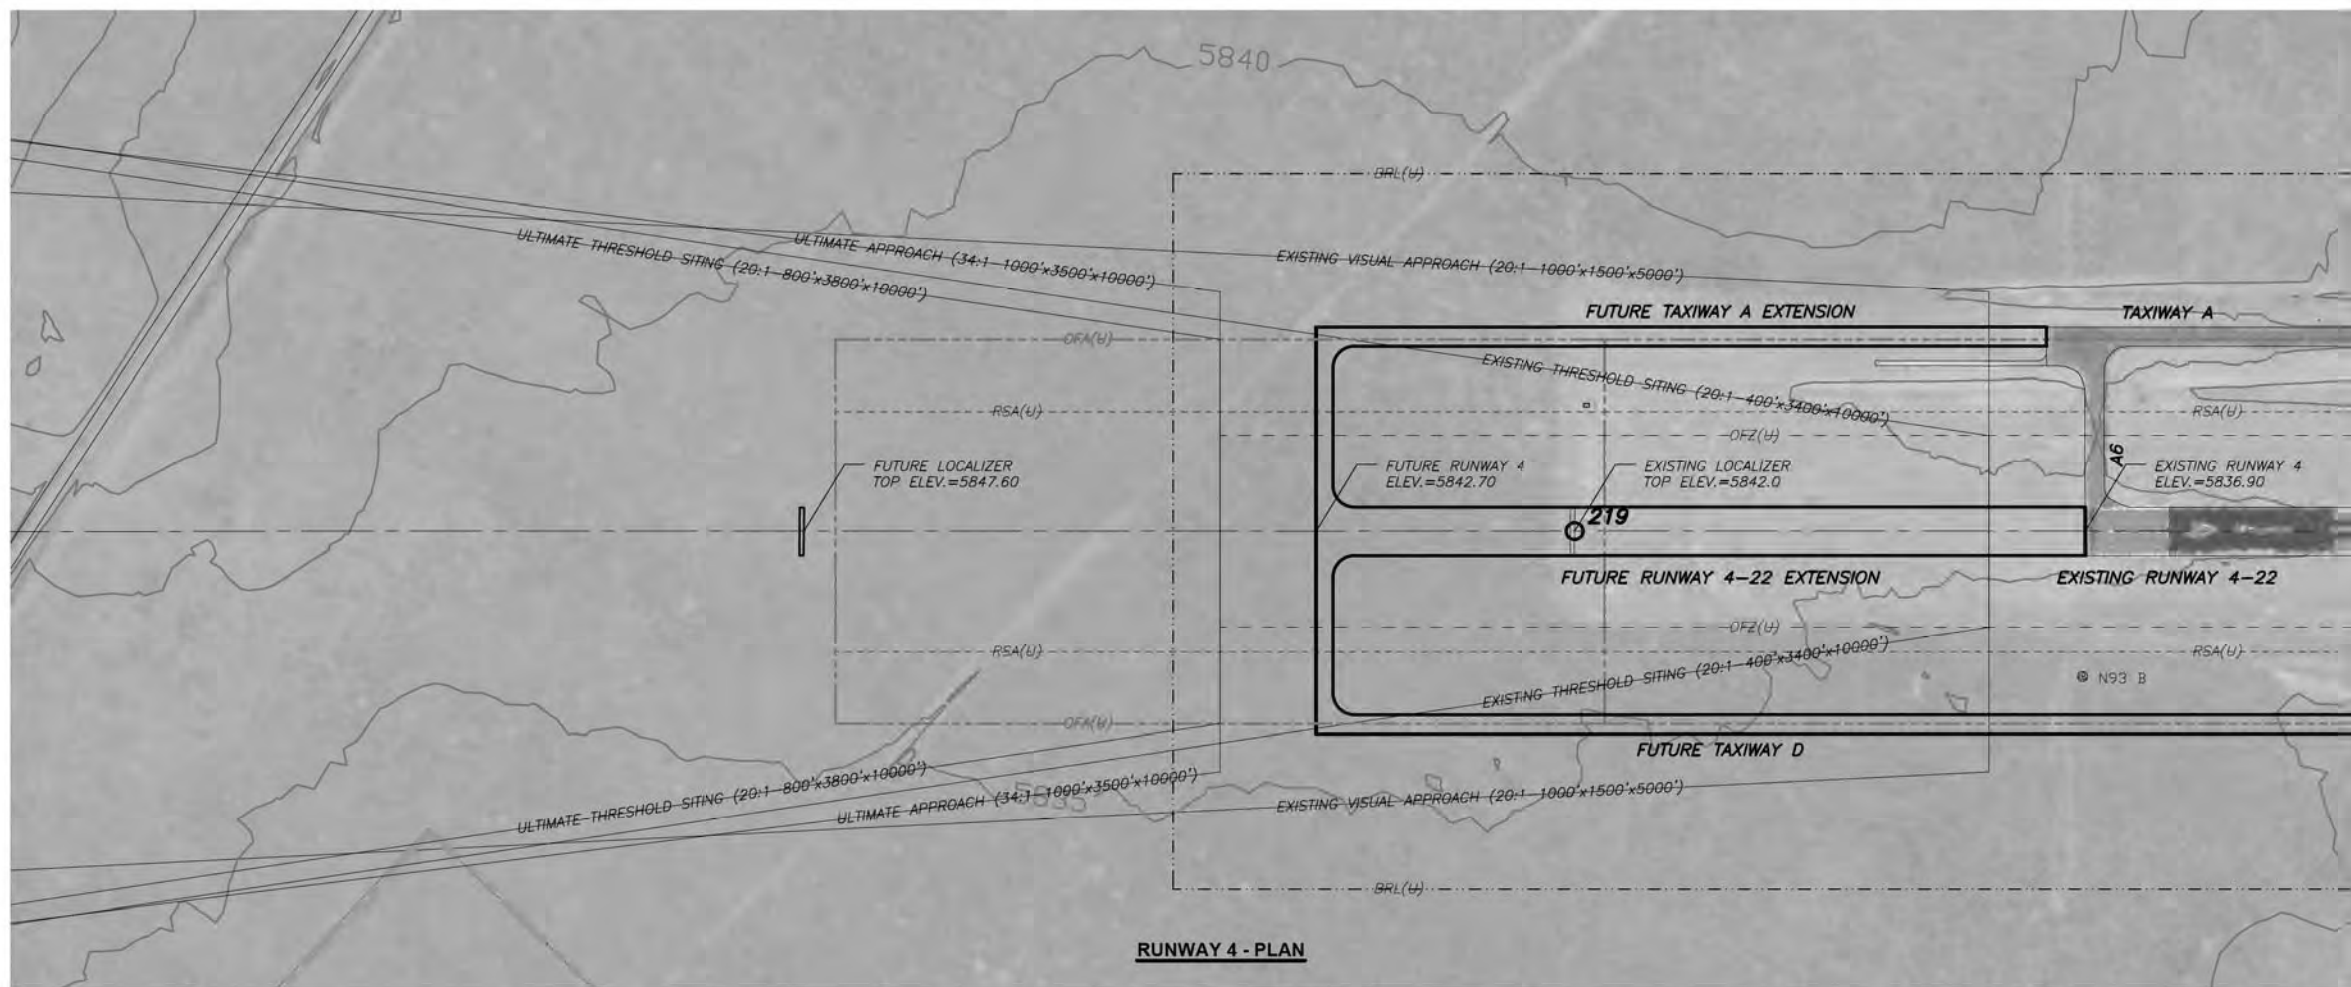 5840
BRL(U)
ULTIMATE THRESHOLD SITING (20:1-800'x3800'x10000')
ULTIMATE APPROACH (34:1-1000'x3500'x10000')
EXISTING VISUAL APPROACH (20:1-1000'x1500'x5000')
FUTURE TAXIWAY A EXTENSION
TAXIWAY A
OFA(U)
EXISTING THRESHOLD SITING (20:1-400'x3400'x10000')
RSA(U)
RSA(U)
OFZ(U)
A6
FUTURE LOCALIZER
TOP ELEV.=5847.60
FUTURE RUNWAY 4
ELEV.=5842.70
EXISTING LOCALIZER
TOP ELEV.=5842.0
EXISTING RUNWAY 4
ELEV.=5836.90
219
FUTURE RUNWAY 4-22 EXTENSION
EXISTING RUNWAY 4-22
OFZ(U)
RSA(U)
RSA(U)
EXISTING THRESHOLD SITING (20:1-400'x3400'x10000')
N93 B
OFA(U)
FUTURE TAXIWAY D
ULTIMATE THRESHOLD SITING (20:1-800'x3800'x10000')
ULTIMATE APPROACH (34:1-1000'x3500'x10000')
5835
EXISTING VISUAL APPROACH (20:1-1000'x1500'x5000')
BRL(U)
RUNWAY 4 - PLAN